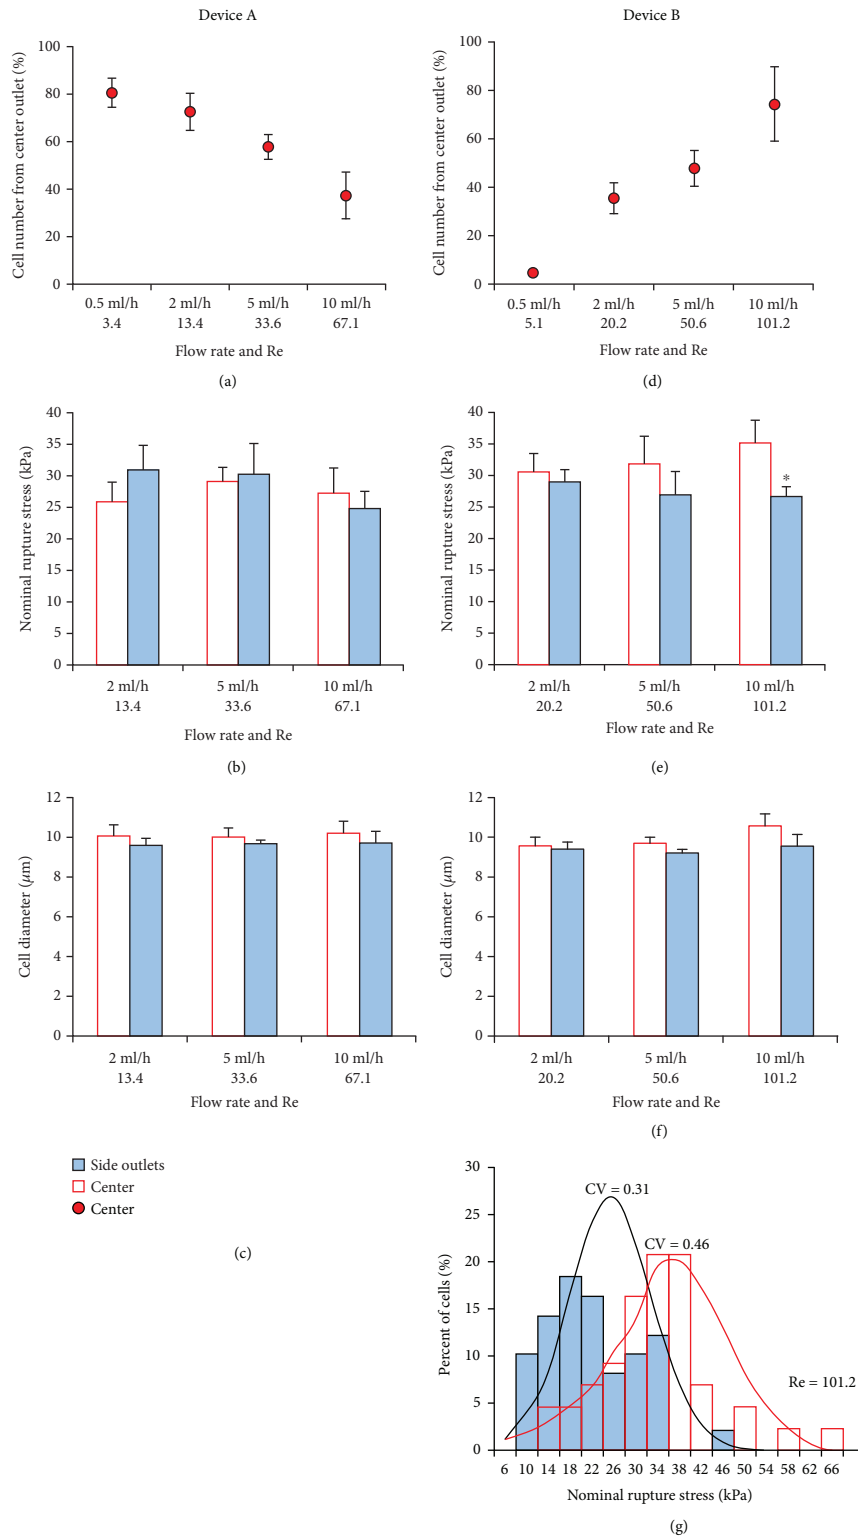 Device A
100
80
60
40
20
0
Cell number from center outlet (%)
0.5 ml/h 2 ml/h 5 ml/h 10 ml/h
3.4 13.4 33.6 67.1
Flow rate and Re
(a)
Device B
100
80
60
40
20
0
Cell number from center outlet (%)
0.5 ml/h 2 ml/h 5 ml/h 10 ml/h
5.1 20.2 50.6 101.2
Flow rate and Re
(d)
40
35
30
25
20
15
10
5
0
Nominal rupture stress (kPa)
2 ml/h 5 ml/h 10 ml/h
13.4 33.6 67.1
Flow rate and Re
(b)
40
35
30
25
20
15
10
5
0
Nominal rupture stress (kPa)
*
2 ml/h 5 ml/h 10 ml/h
20.2 50.6 101.2
Flow rate and Re
(e)
12
10
8
6
4
2
0
Cell diameter (μm)
2 ml/h 5 ml/h 10 ml/h
13.4 33.6 67.1
Flow rate and Re
Side outlets
Center
Center
(c)
12
10
8
6
4
2
0
Cell diameter (μm)
2 ml/h 5 ml/h 10 ml/h
20.2 50.6 101.2
Flow rate and Re
(f)
30
25
20
15
10
5
0
Percent of cells (%)
CV = 0.31
CV = 0.46
Re = 101.2
6 10 14 18 22 26 30 34 38 42 46 50 54 58 62 66
Nominal rupture stress (kPa)
(g)